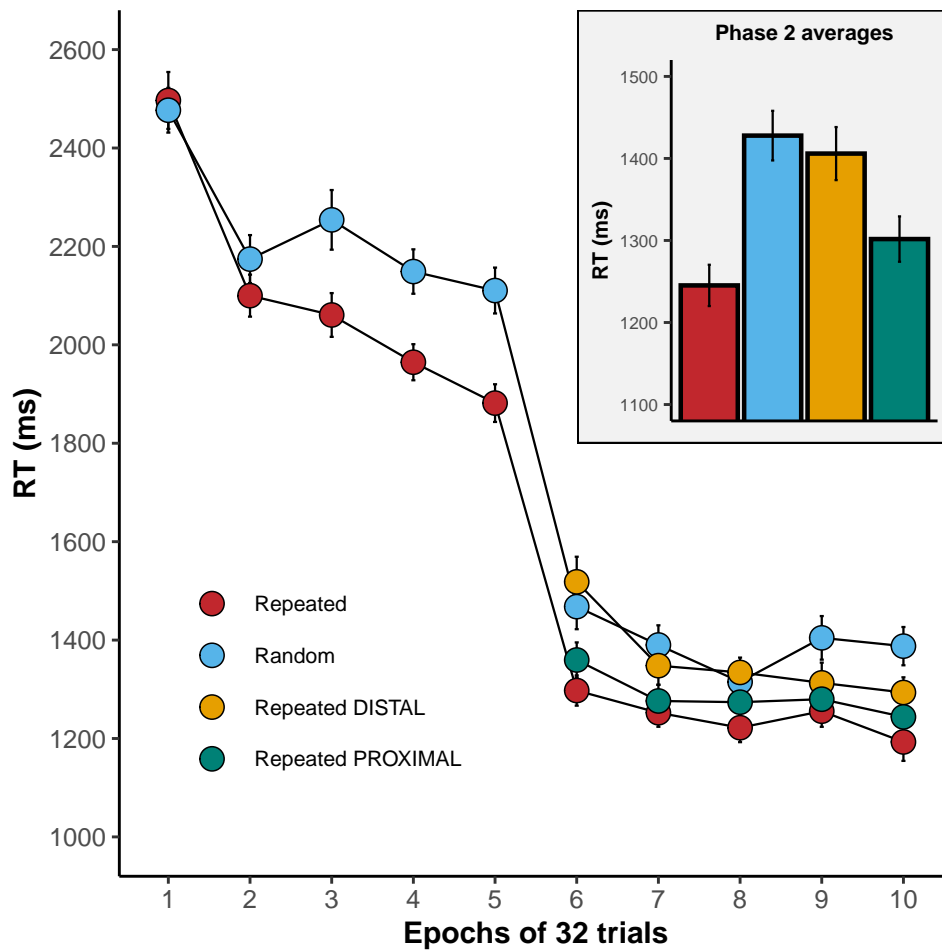 Phase 2 averages
1500
1400
1300
1200
1100
RT (ms)
2600
2400
2200
2000
1800
1600
1400
1200
1000
RT (ms)
Repeated
Random
Repeated DISTAL
Repeated PROXIMAL
1 2 3 4 5 6 7 8 9 10
Epochs of 32 trials